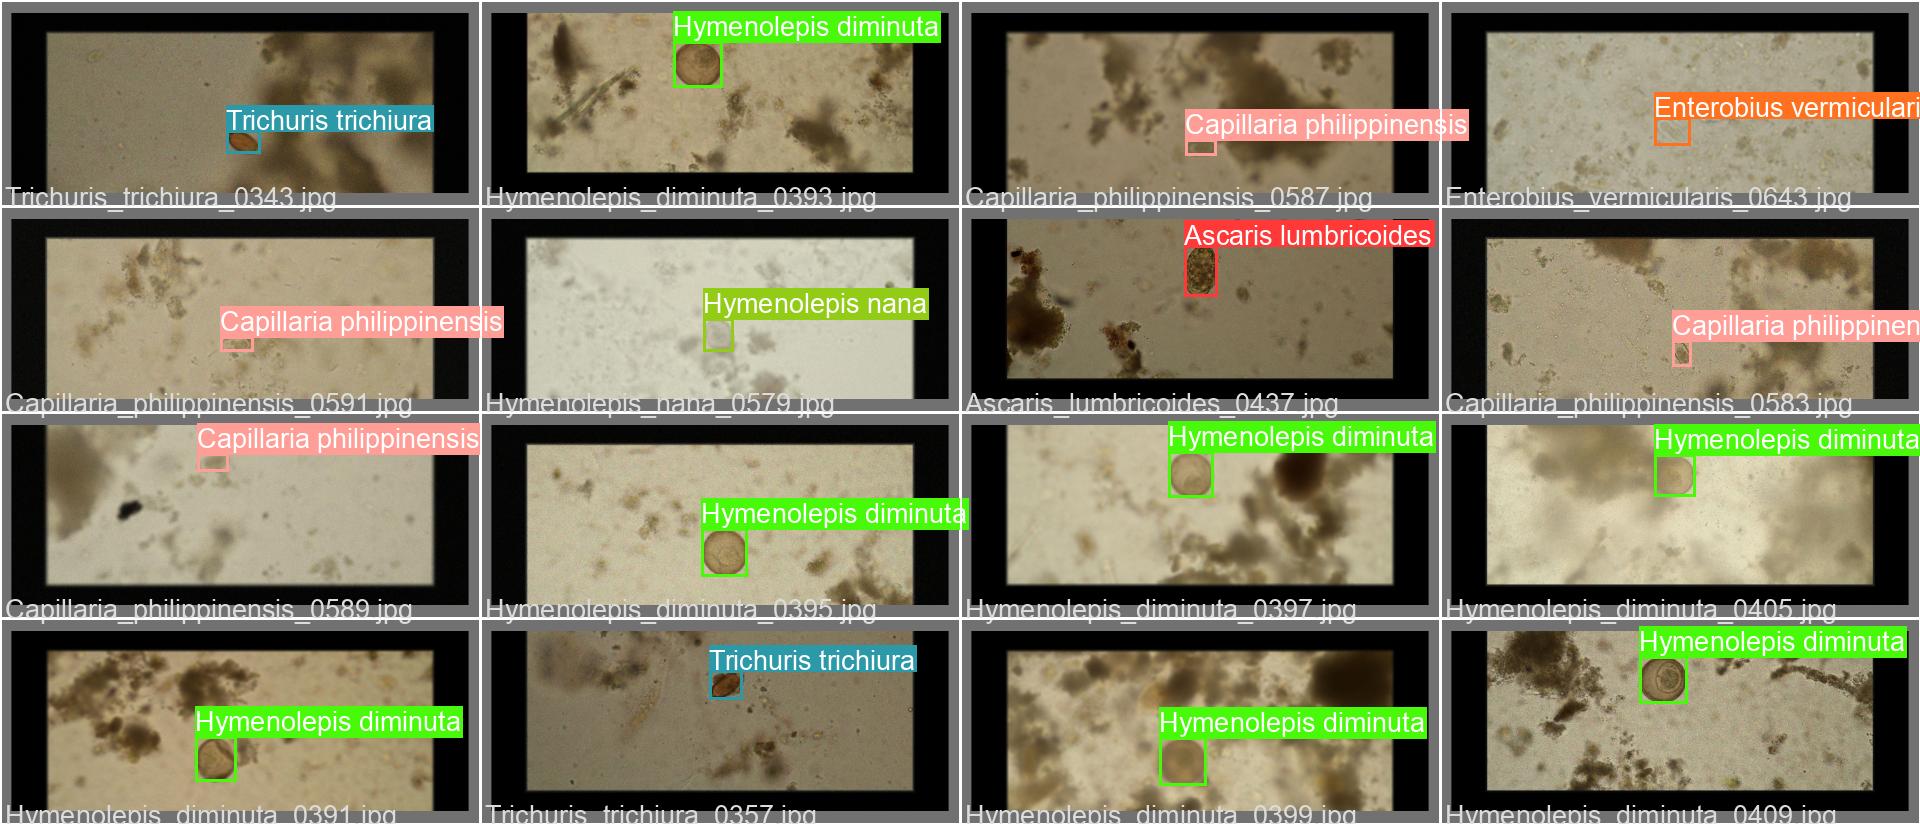 Trichuris trichiura
Trichuris_trichiura_0343.jpg
Hymenolepis diminuta
Hymenolepis_diminuta_0393.jpg
Capillaria philippinensis
Capillaria_philippinensis_0587.jpg
Enterobius vermiculari
Enterobius_vermicularis_0643.jpg
Capillaria philippinensis
Capillaria_philippinensis_0591.jpg
Hymenolepis nana
Hymenolepis_nana_0579.jpg
Ascaris lumbricoides
Ascaris_lumbricoides_0437.jpg
Capillaria philippinen
Capillaria_philippinensis_0583.jpg
Capillaria philippinensis
Capillaria_philippinensis_0589.jpg
Hymenolepis diminuta
Hymenolepis_diminuta_0395.jpg
Hymenolepis diminuta
Hymenolepis_diminuta_0397.jpg
Hymenolepis diminuta
Hymenolepis_diminuta_0405.jpg
Hymenolepis diminuta
Hymenolepis_diminuta_0391.jpg
Trichuris trichiura
Trichuris_trichiura_0357.jpg
Hymenolepis diminuta
Hymenolepis_diminuta_0399.jpg
Hymenolepis diminuta
Hymenolepis_diminuta_0409.jpg